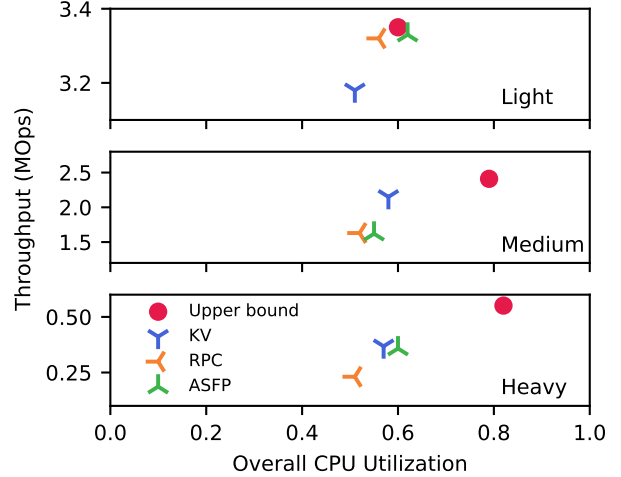 Throughput (MOps)
3.4
3.2
Light
2.5
2.0
1.5
Medium
0.50
0.25
Upper bound
KV
RPC
ASFP
Heavy
0.0 0.2 0.4 0.6 0.8 1.0
Overall CPU Utilization